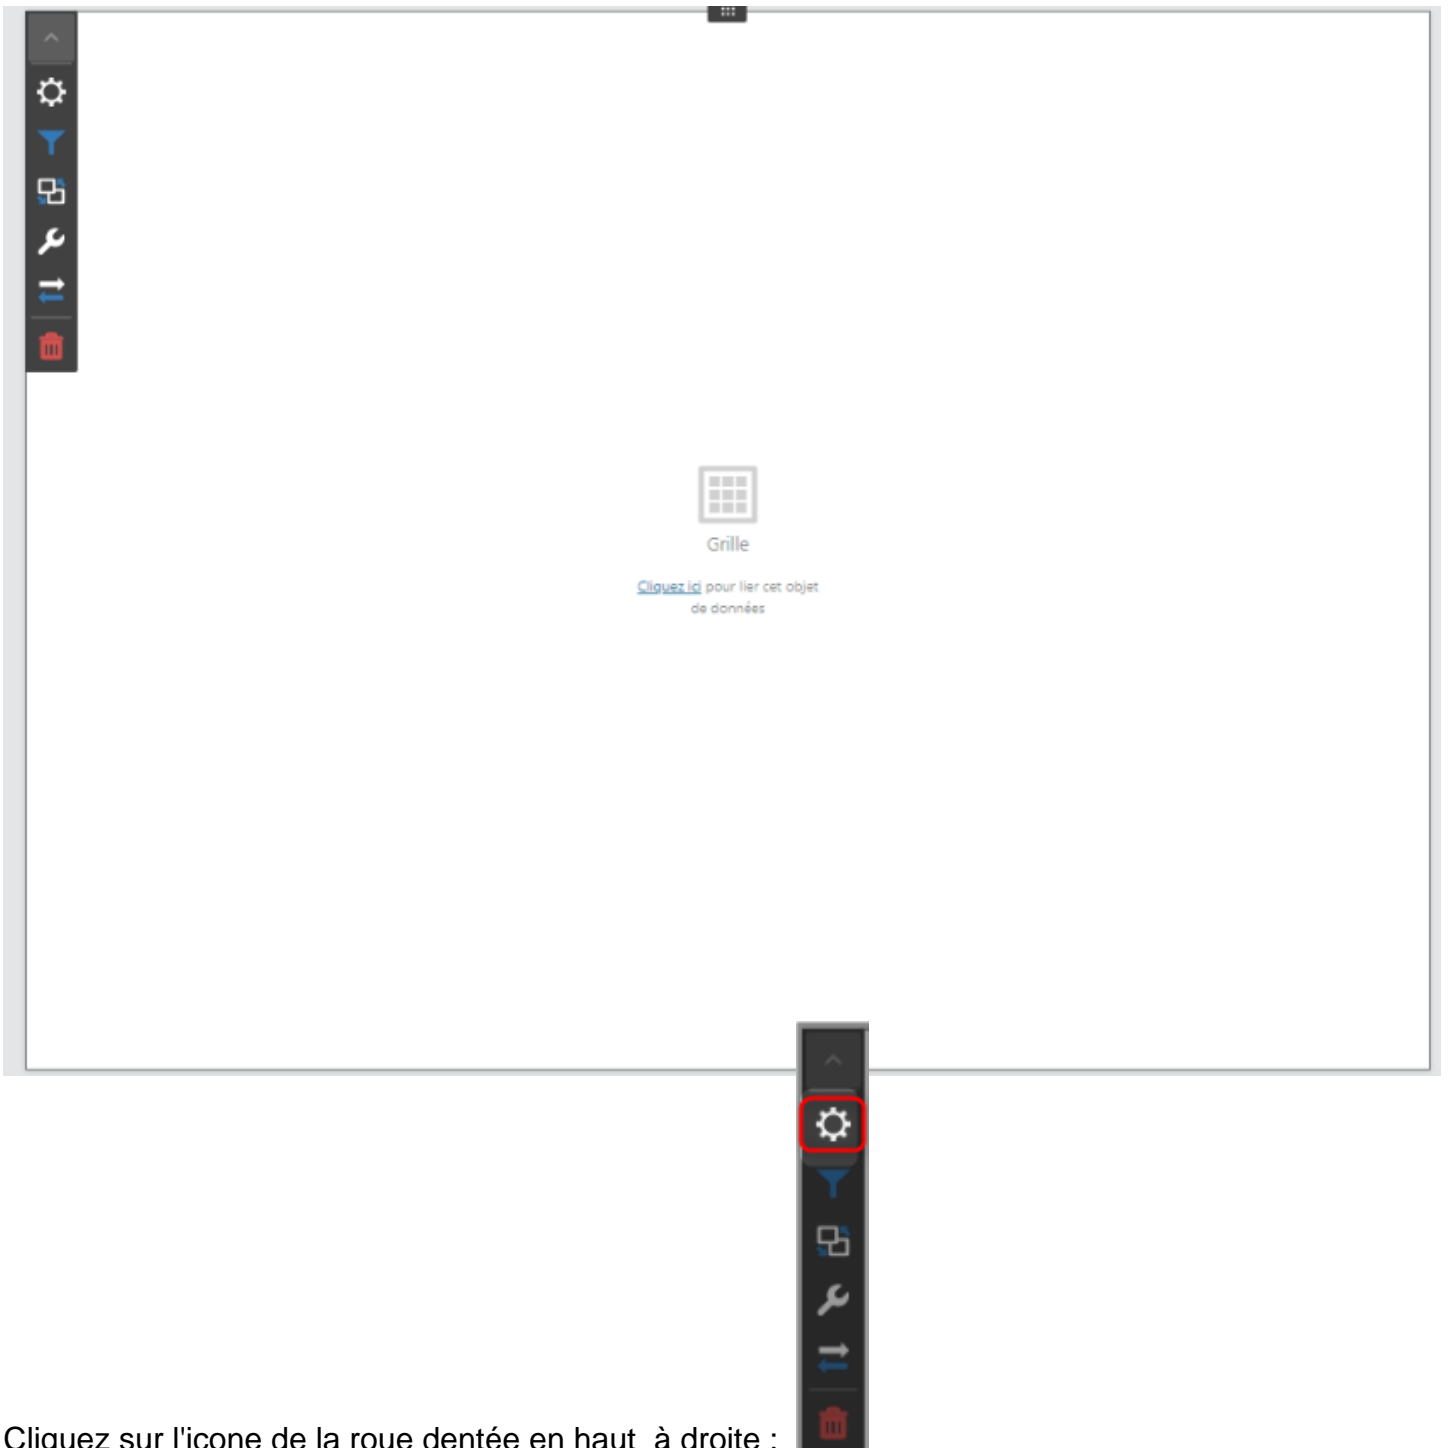 Grille
Cliquez ici pour lier cet objet
de données
Cliquez sur l'icone de la roue dentée en haut à droite :